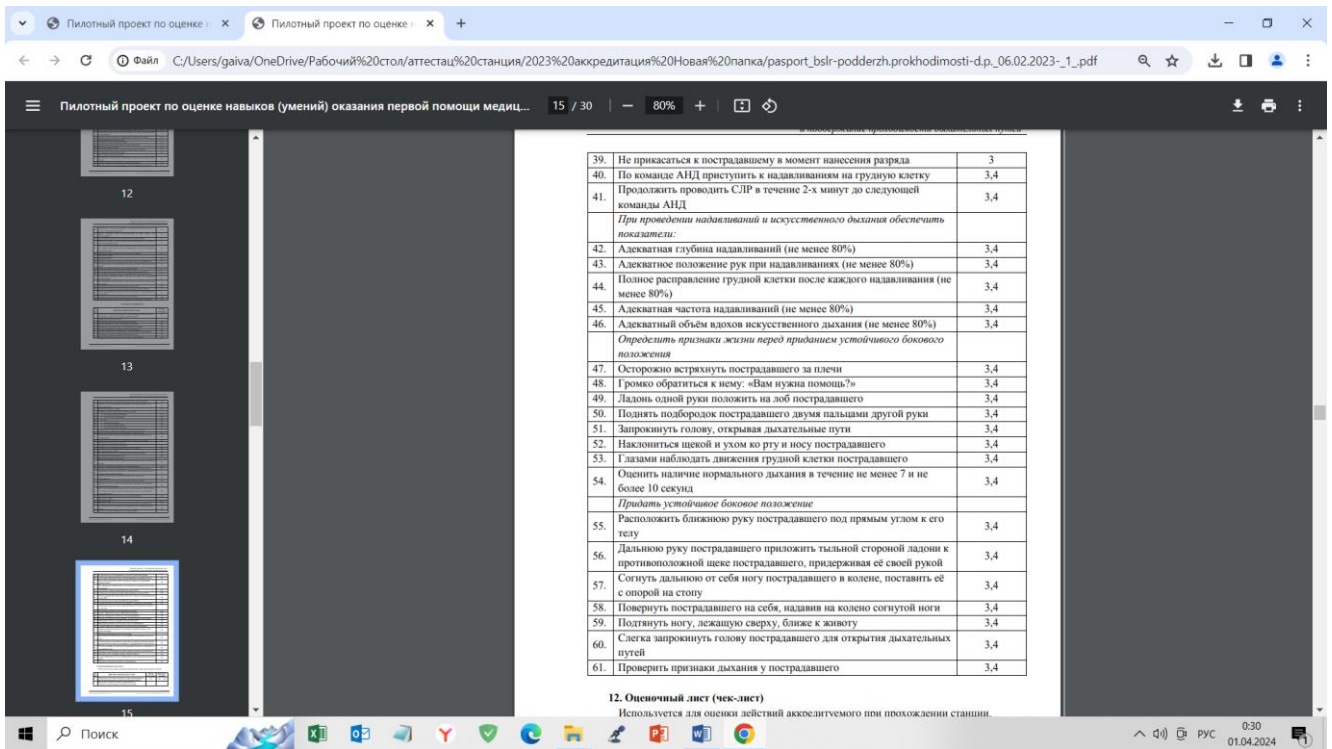 Пилотный проект по оценке н
Пилотный проект по оценке н
Файл C:/Users/gaiva/OneDrive/Рабочий%20стол/аттестац%20станция/2023%20аккредитация%20Новая%20папка/pasport_bslr-podderzh.prokhodimosti-d.p._06.02.2023-_1_.pdf
Пилотный проект по оценке навыков (умений) оказания первой помощи медиц... 15 / 30 80%
12
13
14
15
и поддержание проходимости дыхательных путей
39. Не прикасаться к пострадавшему в момент нанесения разряда 3
40. По команде АНД приступить к надавливаниям на грудную клетку 3,4
41. Продолжить проводить СЛР в течение 2-х минут до следующей
команды АНД 3,4
При проведении надавливаний и искусственного дыхания обеспечить
показатели:
42. Адекватная глубина надавливаний (не менее 80%) 3,4
43. Адекватное положение рук при надавливаниях (не менее 80%) 3,4
44. Полное расправление грудной клетки после каждого надавливания (не
менее 80%) 3,4
45. Адекватная частота надавливаний (не менее 80%) 3,4
46. Адекватный объём вдохов искусственного дыхания (не менее 80%) 3,4
Определить признаки жизни перед приданием устойчивого бокового
положения
47. Осторожно встряхнуть пострадавшего за плечи 3,4
48. Громко обратиться к нему: «Вам нужна помощь?» 3,4
49. Ладонь одной руки положить на лоб пострадавшего 3,4
50. Поднять подбородок пострадавшего двумя пальцами другой руки 3,4
51. Запрокинуть голову, открывая дыхательные пути 3,4
52. Наклониться щекой и ухом ко рту и носу пострадавшего 3,4
53. Глазами наблюдать движения грудной клетки пострадавшего 3,4
54. Оценить наличие нормального дыхания в течение не менее 7 и не
более 10 секунд 3,4
Придать устойчивое боковое положение
55. Расположить ближнюю руку пострадавшего под прямым углом к его
телу 3,4
56. Дальнюю руку пострадавшего приложить тыльной стороной ладони к
противоположной щеке пострадавшего, придерживая её своей рукой 3,4
57. Согнуть дальнюю от себя ногу пострадавшего в колене, поставить её
с опорой на стопу 3,4
58. Повернуть пострадавшего на себя, надавив на колено согнутой ноги 3,4
59. Подтянуть ногу, лежащую сверху, ближе к животу 3,4
60. Слегка запрокинуть голову пострадавшего для открытия дыхательных
путей 3,4
61. Проверить признаки дыхания у пострадавшего 3,4
12. Оценочный лист (чек-лист)
Используется для оценки действий аккредитуемого при прохождении станции.
Поиск
РУС
0:30
01.04.2024